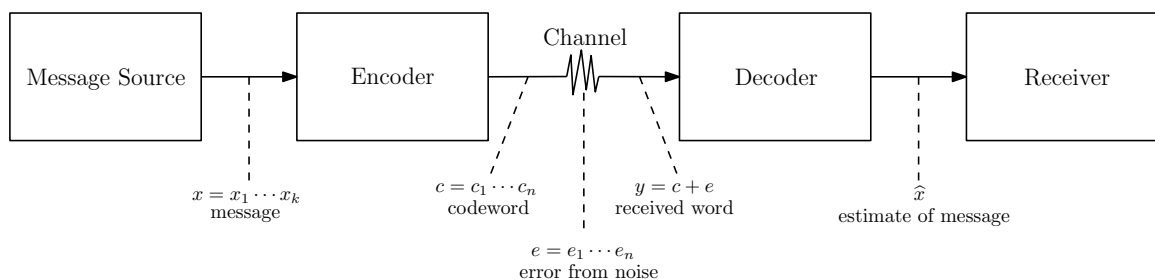 Channel
Message Source
Encoder
Decoder
Receiver
x = x₁ ⋯ xₖ
message
c = c₁ ⋯ cₙ
codeword
y = c + e
received word
x̂
estimate of message
e = e₁ ⋯ eₙ
error from noise